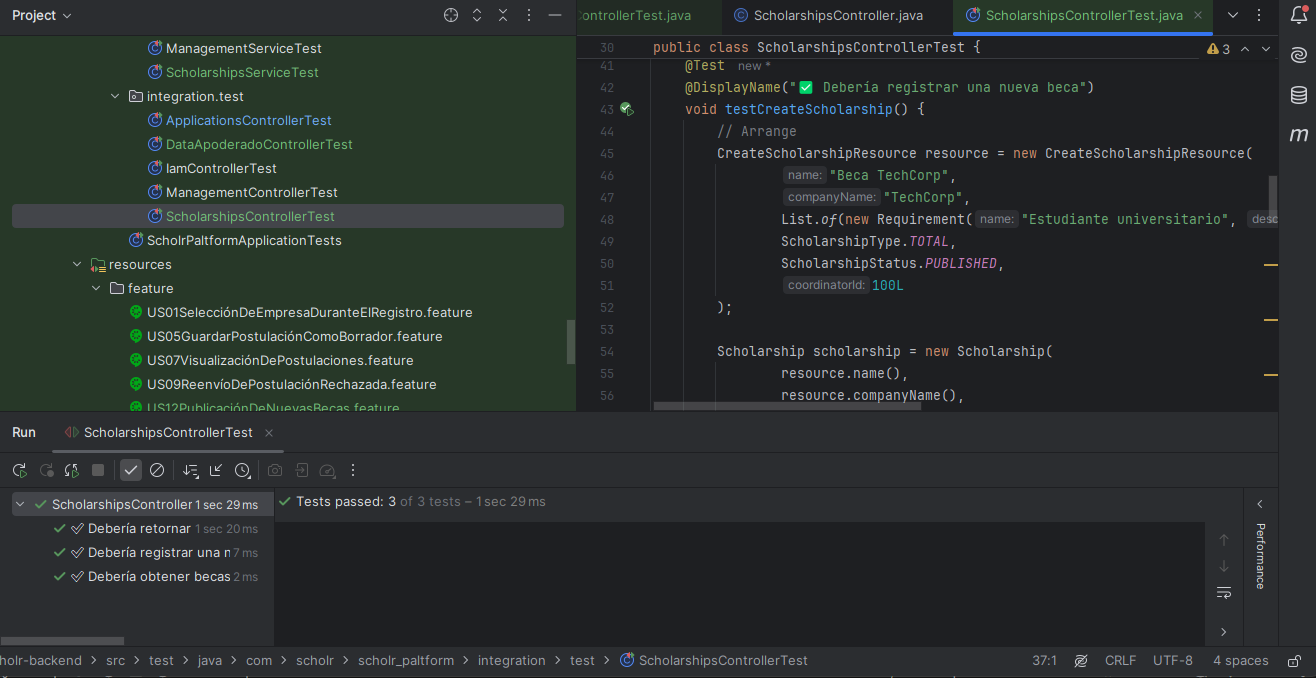 Project
ControllerTest.java
ScholarshipsController.java
ScholarshipsControllerTest.java
ManagementServiceTest
ScholarshipsServiceTest
integration.test
ApplicationsControllerTest
DataApoderadoControllerTest
IamControllerTest
ManagementControllerTest
ScholarshipsControllerTest
ScholrPaltformApplicationTests
resources
feature
US01SelecciónDeEmpresaDuranteElRegistro.feature
US05GuardarPostulaciónComoBorrador.feature
US07VisualizaciónDePostulaciones.feature
US09ReenvíoDePostulaciónRechazada.feature
US12PublicaciónDeNuevasBecas.feature
30 public class ScholarshipsControllerTest {
3
41 @Test new *
42 @DisplayName("✅ Debería registrar una nueva beca")
43 void testCreateScholarship() {
44 // Arrange
45 CreateScholarshipResource resource = new CreateScholarshipResource(
46 name: "Beca TechCorp",
47 companyName: "TechCorp",
48 List.of(new Requirement( name: "Estudiante universitario", desc
49 ScholarshipType.TOTAL,
50 ScholarshipStatus.PUBLISHED,
51 coordinatorId: 100L
52 );
53
54 Scholarship scholarship = new Scholarship(
55 resource.name(),
56 resource.companyName(),
m
Run
ScholarshipsControllerTest
ScholarshipsController 1 sec 29 ms
Debería retornar 1 sec 20 ms
Debería registrar una n 7 ms
Debería obtener becas 2 ms
Tests passed: 3 of 3 tests – 1 sec 29 ms
Performance
holr-backend > src > test > java > com > scholr > scholr_paltform > integration > test > ScholarshipsControllerTest
37:1 CRLF UTF-8 4 spaces